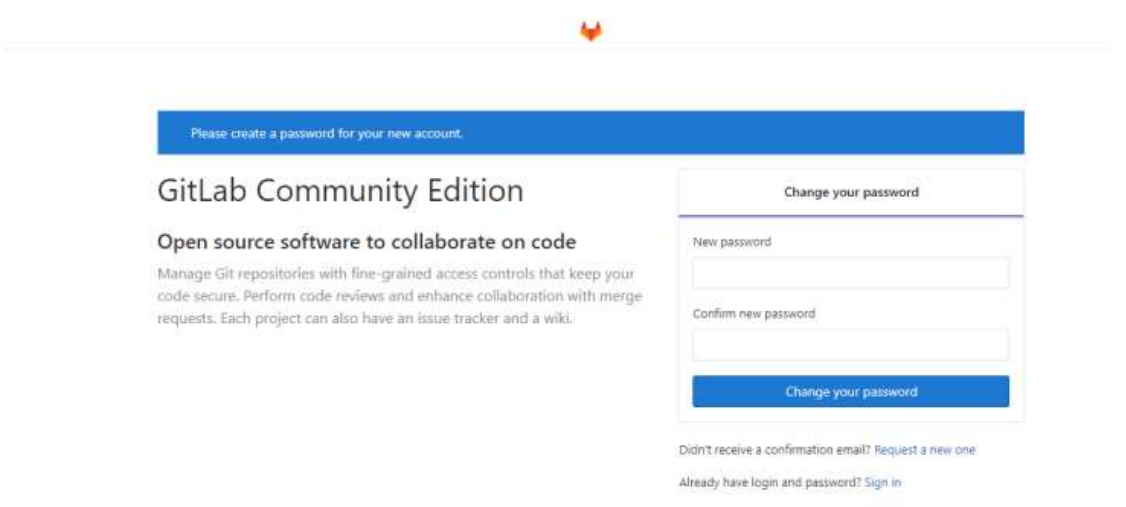 Please create a password for your new account.
GitLab Community Edition
Open source software to collaborate on code
Manage Git repositories with fine-grained access controls that keep your
code secure. Perform code reviews and enhance collaboration with merge
requests. Each project can also have an issue tracker and a wiki.
Change your password
New password
Confirm new password
Change your password
Didn't receive a confirmation email? Request a new one
Already have login and password? Sign in